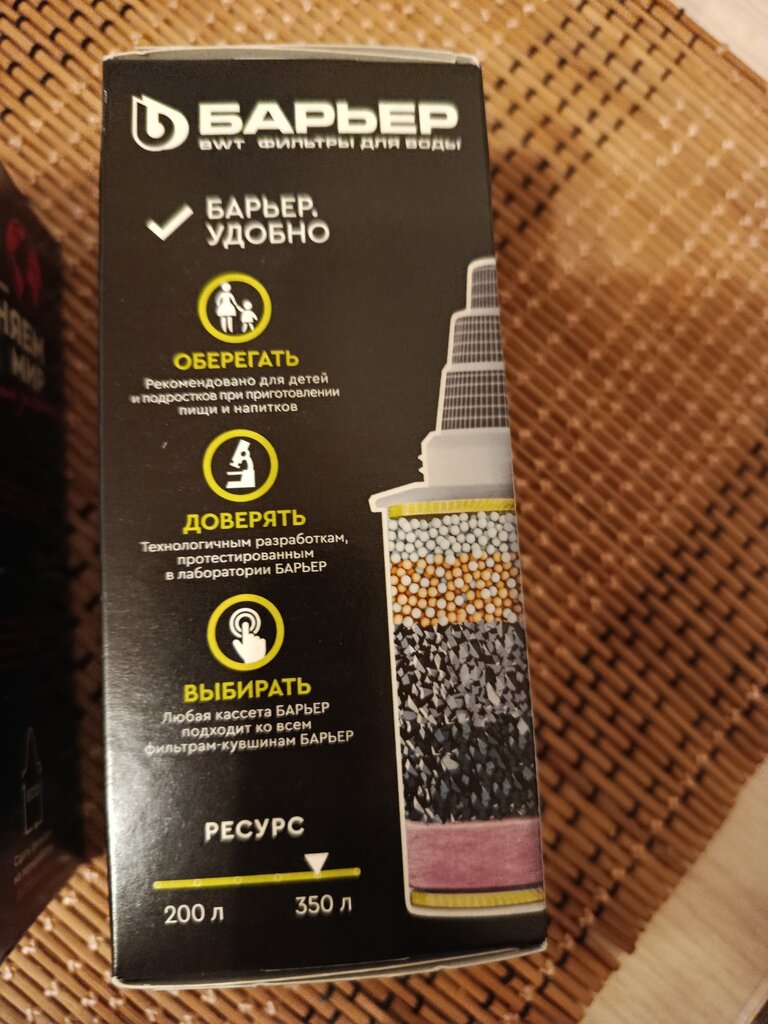 БАРЬЕР
BWT ФИЛЬТРЫ ДЛЯ ВОДЫ
БАРЬЕР.
УДОБНО
ОБЕРЕГАТЬ
Рекомендовано для детей
и подростков при приготовлении
пищи и напитков
ДОВЕРЯТЬ
Технологичным разработкам,
протестированным
в лаборатории БАРЬЕР
ВЫБИРАТЬ
Любая кассета БАРЬЕР
подходит ко всем
фильтрам-кувшинам БАРЬЕР
РЕСУРС
200 л 350 л
МИР